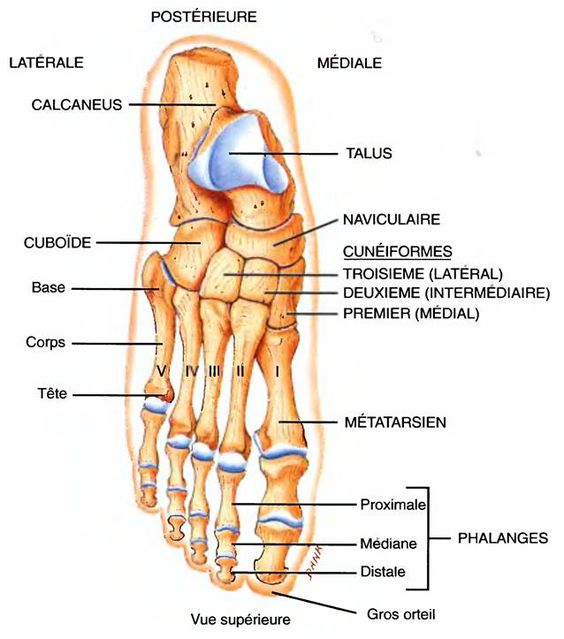 POSTÉRIEURE
LATÉRALE
MÉDIALE
CALCANEUS
TALUS
NAVICULAIRE
CUBOÏDE
CUNÉIFORMES
TROISIEME (LATÉRAL)
Base
DEUXIEME (INTERMÉDIAIRE)
PREMIER (MÉDIAL)
Corps
V IV III II I
Tête
MÉTATARSIEN
Proximale
Médiane
PHALANGES
Distale
Gros orteil
Vue supérieure